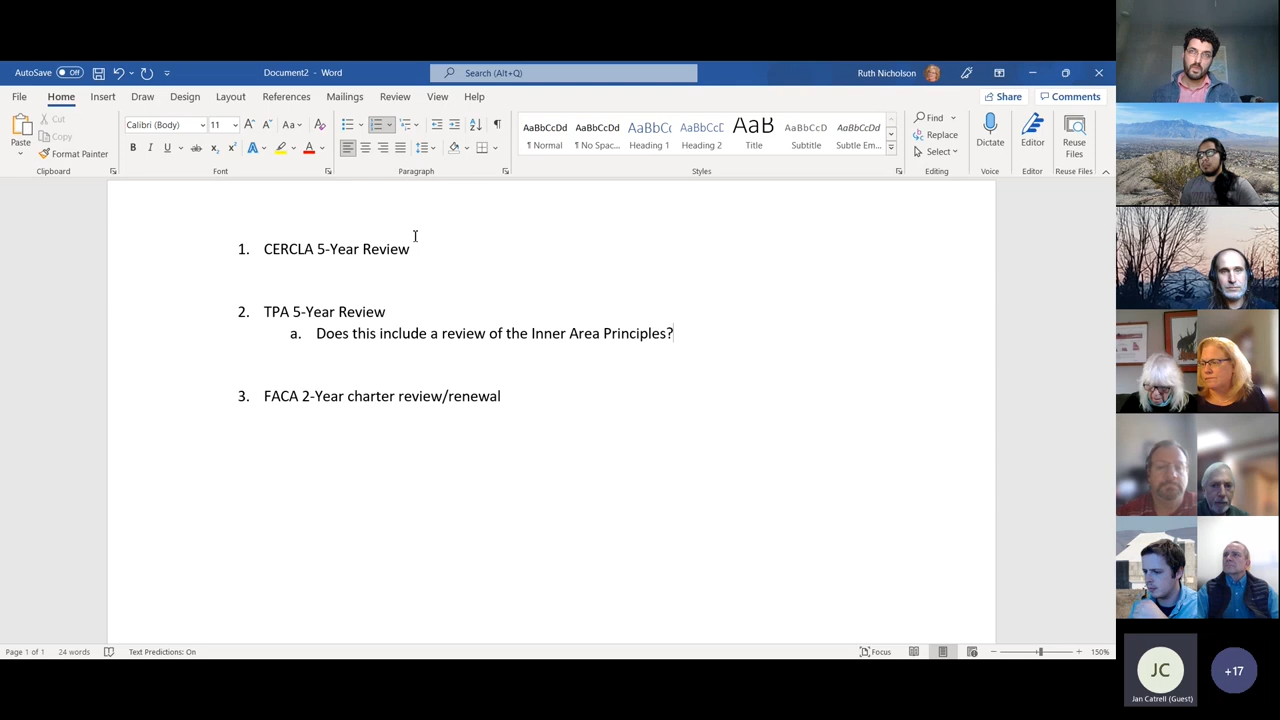 AutoSave Off Document2 - Word Search (Alt+Q) Ruth Nicholson
File Home Insert Draw Design Layout References Mailings Review View Help Share Comments
Paste Cut Copy Format Painter
Calibri (Body) 11
AaBbCcDd AaBbCcDd AaBbCc AaBbCcD AaB AaBbCcD AaBbCcDd
¶ Normal ¶ No Spac... Heading 1 Heading 2 Title Subtitle Subtle Em...
Find Replace Select
Dictate Editor Reuse Files
Clipboard Font Paragraph Styles Editing Voice Editor Reuse Files
1. CERCLA 5-Year Review
2. TPA 5-Year Review
a. Does this include a review of the Inner Area Principles?
3. FACA 2-Year charter review/renewal
Page 1 of 1 24 words Text Predictions: On Focus 150%
JC
Jan Catrell (Guest)
+17